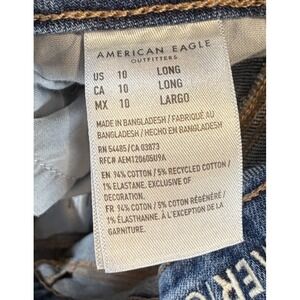 AMERICAN EAGLE
OUTFITTERS
US 10 LONG
CA 10 LONG
MX 10 LARGO
MADE IN BANGLADESH / FABRIQUÉ AU
BANGLADESH / HECHO EN BANGLADESH
RN 54485/CA 03873
RFC# AEM120605U9A
EN 94% COTTON / 5% RECYCLED COTTON /
1% ELASTANE. EXCLUSIVE OF
DECORATION.
FR 94% COTON / 5% COTON RÉGÉNÉRÉ /
1% ÉLASTHANNE. À L'EXCEPTION DE LA
GARNITURE.